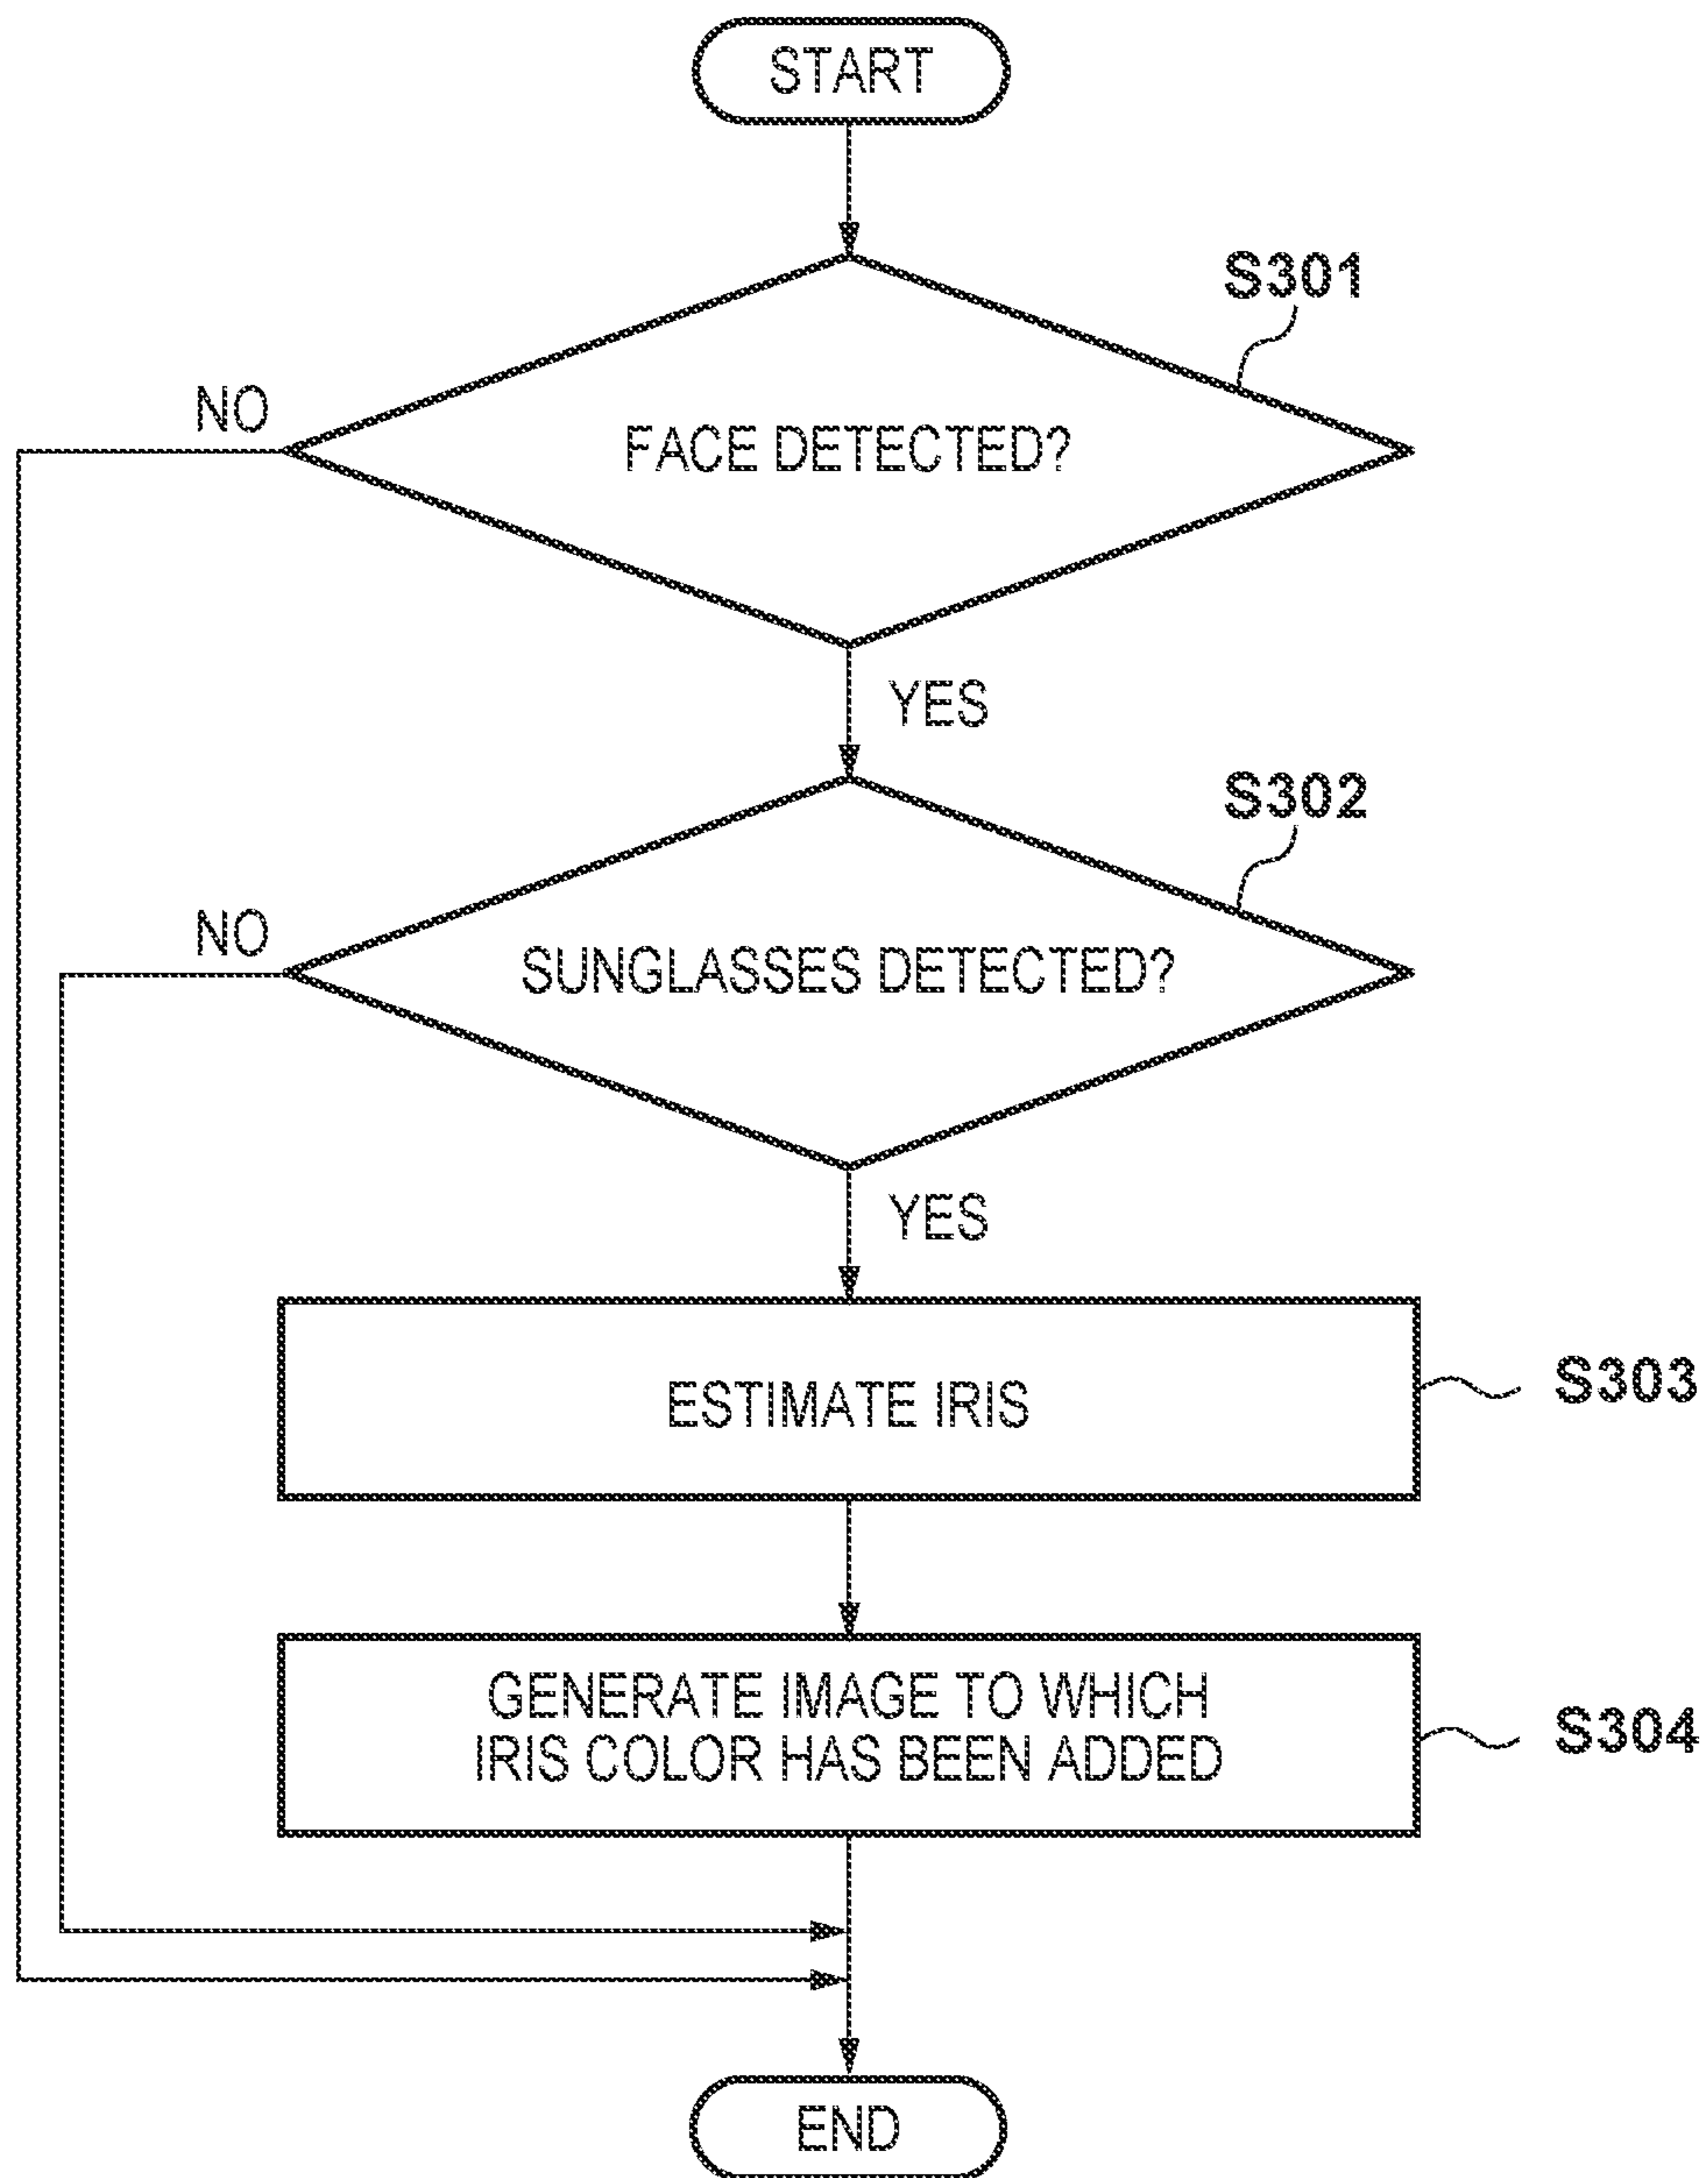 START
S301
NO
FACE DETECTED?
YES
S302
NO
SUNGLASSES DETECTED?
YES
ESTIMATE IRIS
S303
GENERATE IMAGE TO WHICH
IRIS COLOR HAS BEEN ADDED
S304
END